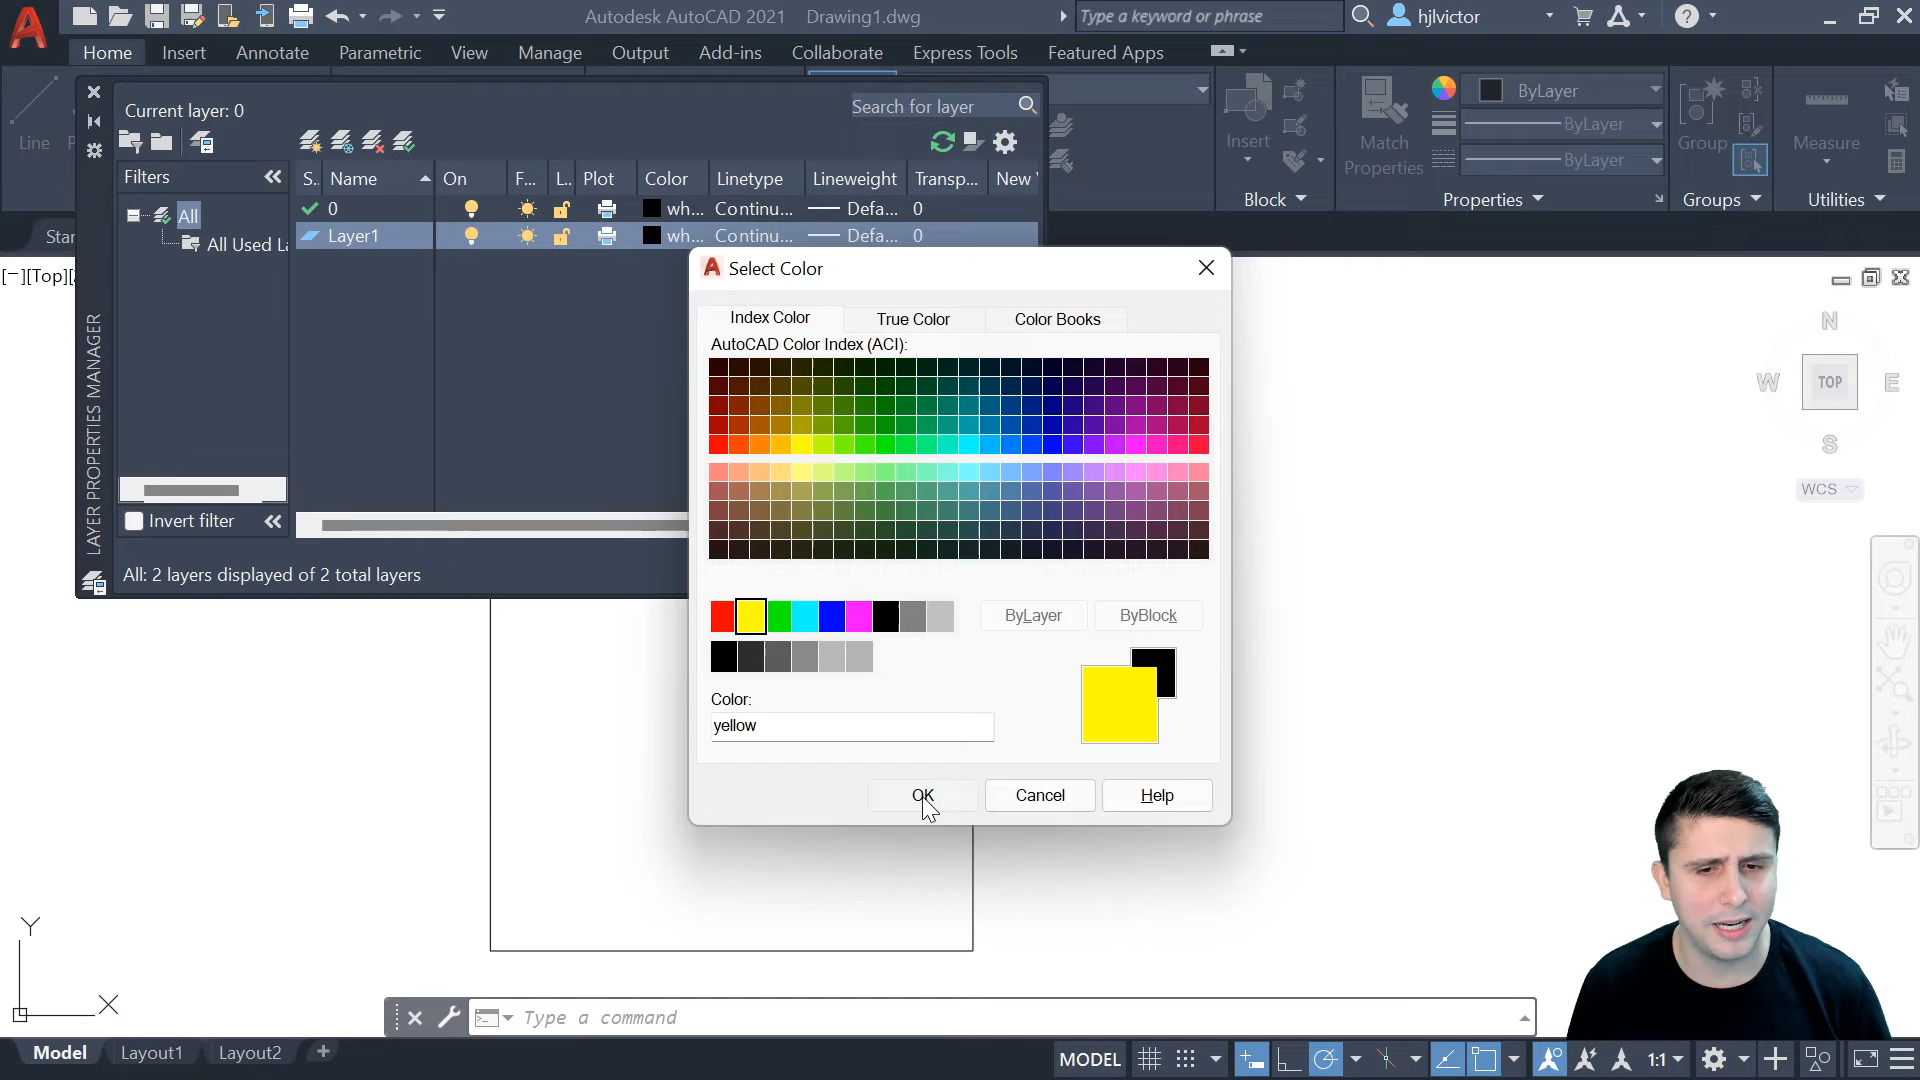 Autodesk AutoCAD 2021 Drawing1.dwg
Type a keyword or phrase
hjlvictor
Home Insert Annotate Parametric View Manage Output Add-ins Collaborate Express Tools Featured Apps
Current layer: 0
Search for layer
Line
Insert
Match
Properties
ByLayer
ByLayer
ByLayer
Group
Measure
Block
Properties
Groups
Utilities
Filters
S.. Name On F... L.. Plot Color Linetype Lineweight Transp... New
0 wh... Continu... Defa... 0
Layer1 wh... Continu... Defa... 0
All
All Used La
Star
[−][Top][
LAYER PROPERTIES MANAGER
Invert filter
All: 2 layers displayed of 2 total layers
Select Color
Index Color True Color Color Books
AutoCAD Color Index (ACI):
ByLayer ByBlock
Color:
yellow
OK Cancel Help
N
W TOP E
S
WCS
Y
X
Type a command
Model Layout1 Layout2
MODEL 1:1